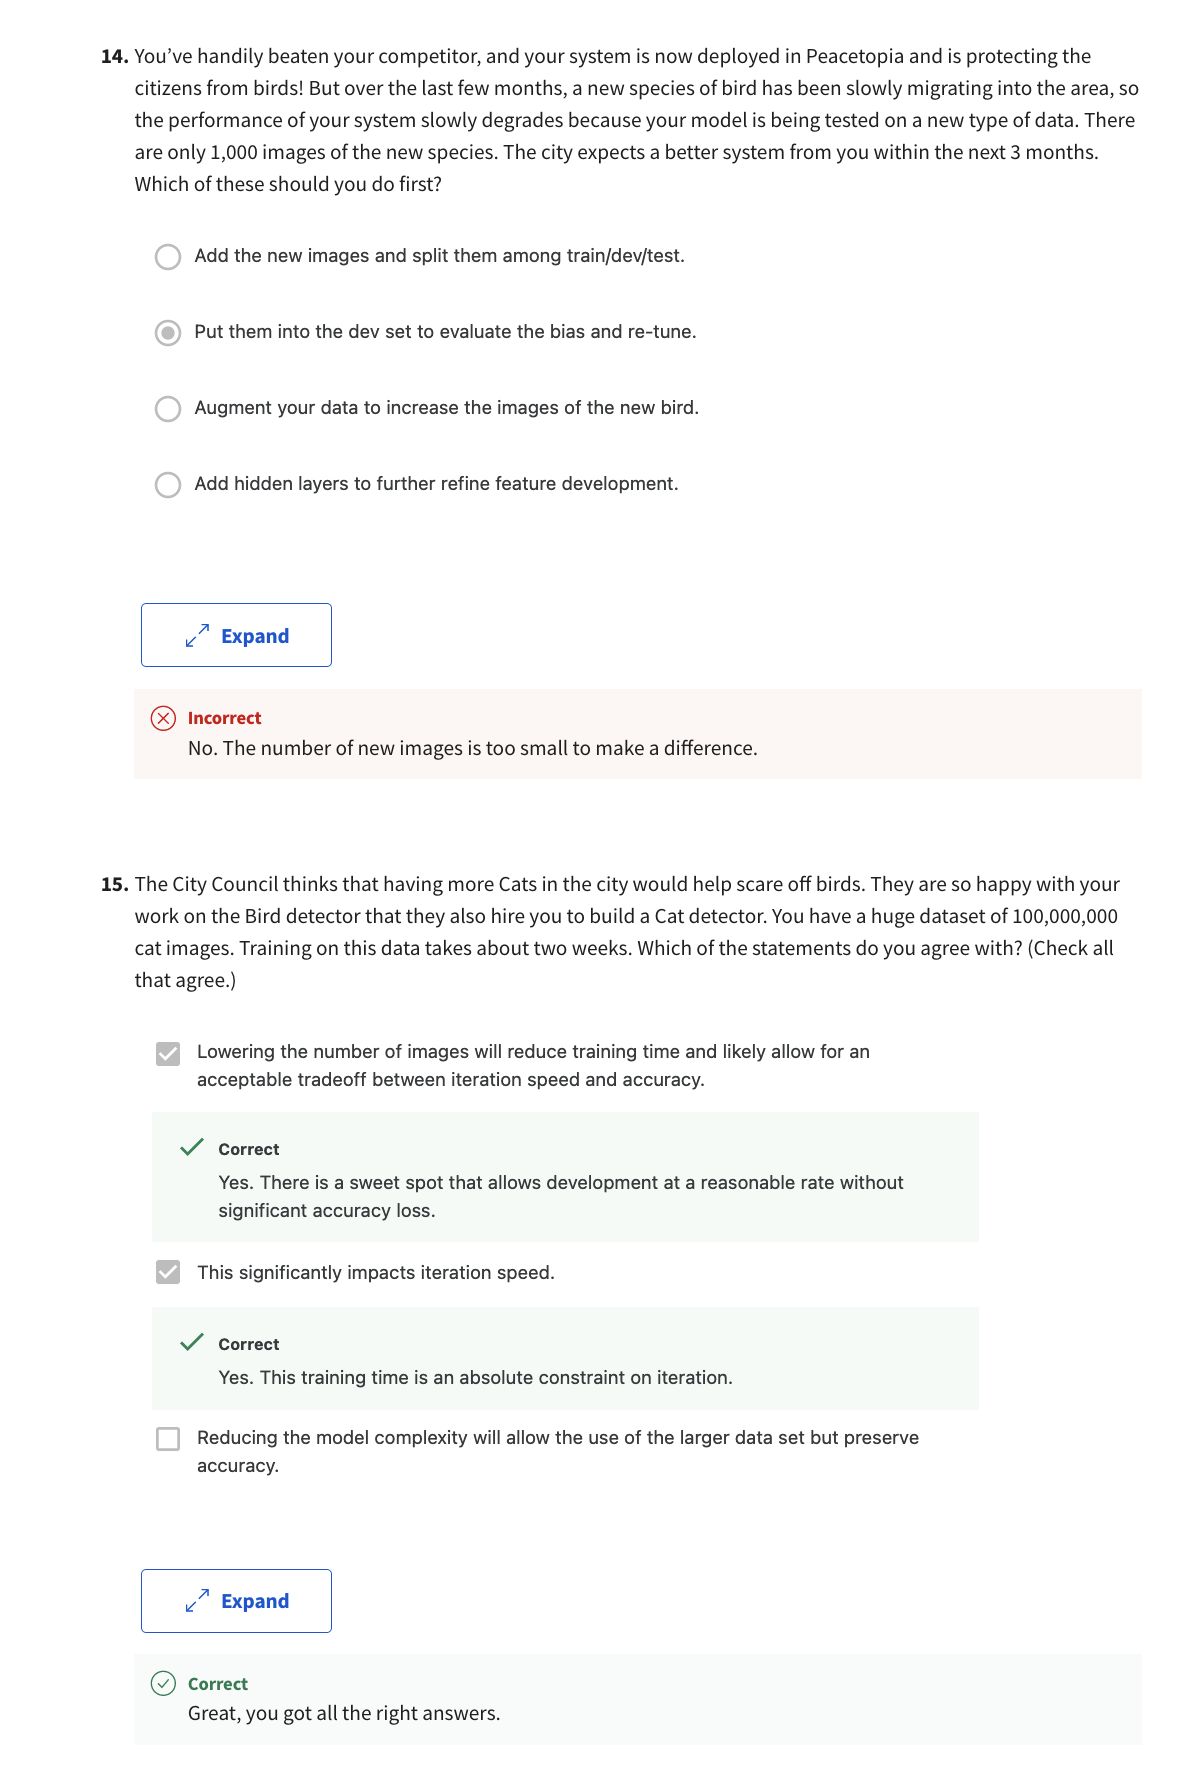 14. You’ve handily beaten your competitor, and your system is now deployed in Peacetopia and is protecting the
citizens from birds! But over the last few months, a new species of bird has been slowly migrating into the area, so
the performance of your system slowly degrades because your model is being tested on a new type of data. There
are only 1,000 images of the new species. The city expects a better system from you within the next 3 months.
Which of these should you do first?
Add the new images and split them among train/dev/test.
Put them into the dev set to evaluate the bias and re-tune.
Augment your data to increase the images of the new bird.
Add hidden layers to further refine feature development.
Expand
Incorrect
No. The number of new images is too small to make a difference.
15. The City Council thinks that having more Cats in the city would help scare off birds. They are so happy with your
work on the Bird detector that they also hire you to build a Cat detector. You have a huge dataset of 100,000,000
cat images. Training on this data takes about two weeks. Which of the statements do you agree with? (Check all
that agree.)
Lowering the number of images will reduce training time and likely allow for an
acceptable tradeoff between iteration speed and accuracy.
Correct
Yes. There is a sweet spot that allows development at a reasonable rate without
significant accuracy loss.
This significantly impacts iteration speed.
Correct
Yes. This training time is an absolute constraint on iteration.
Reducing the model complexity will allow the use of the larger data set but preserve
accuracy.
Expand
Correct
Great, you got all the right answers.